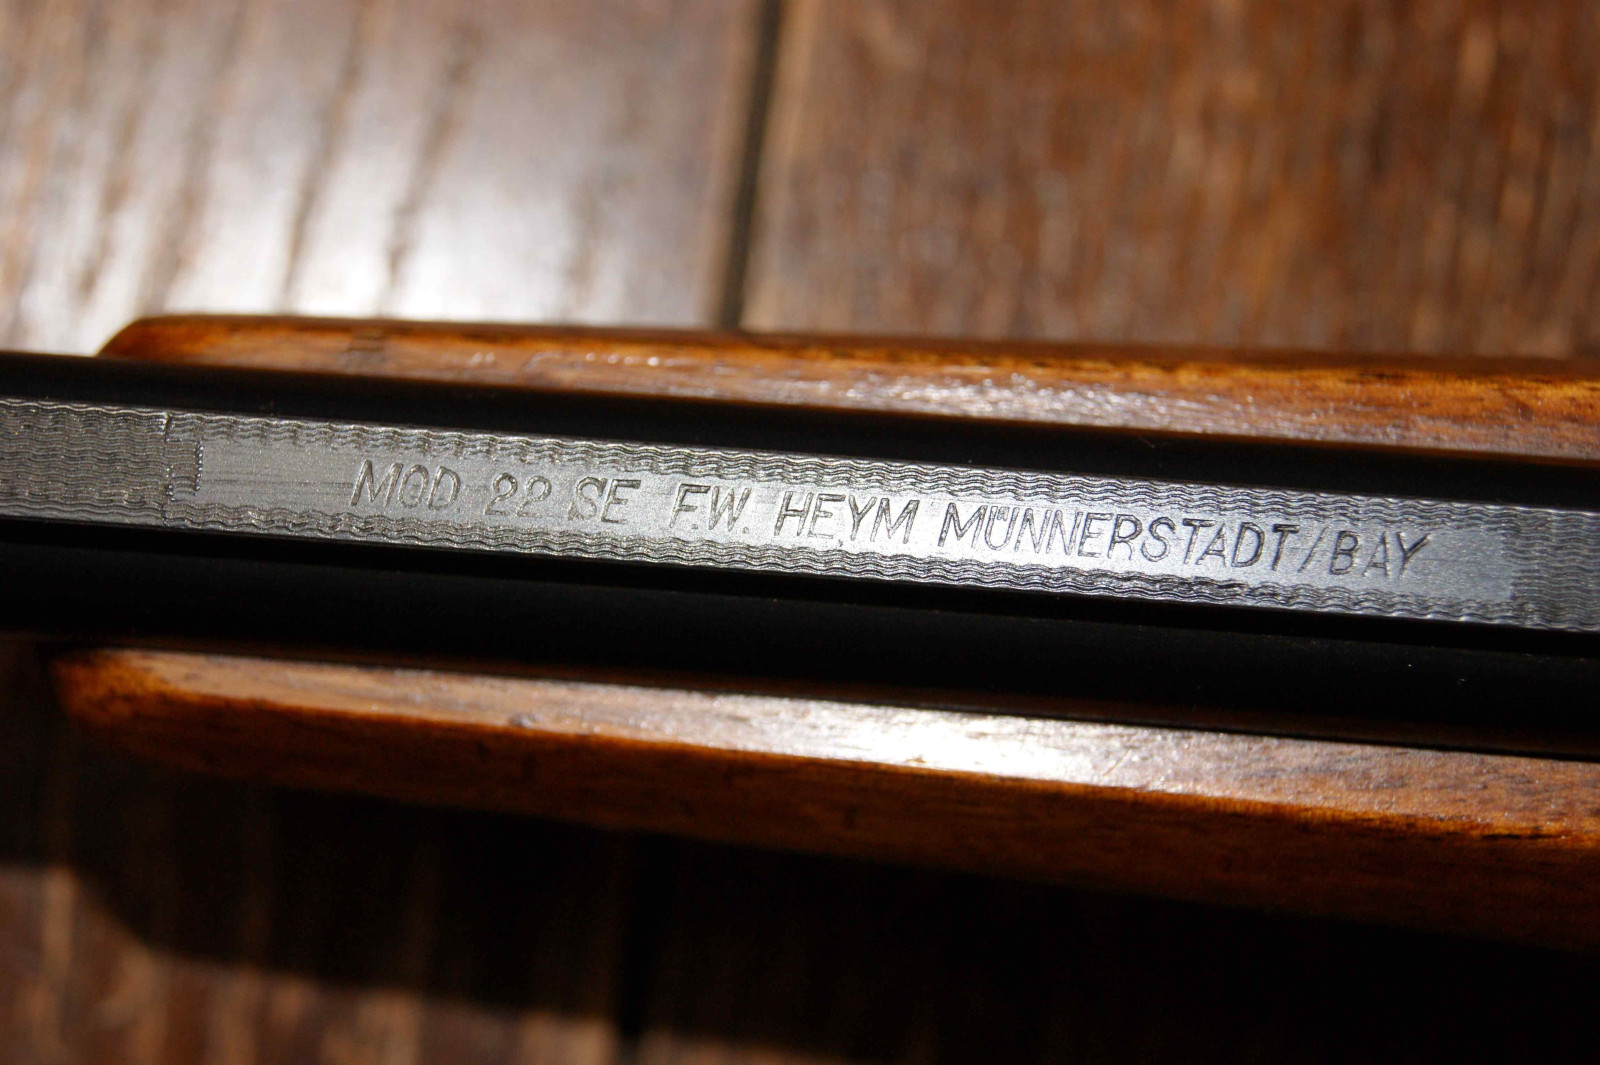 MOD. 22 SE F.W. HEYM MÜNNERSTADT/BAY